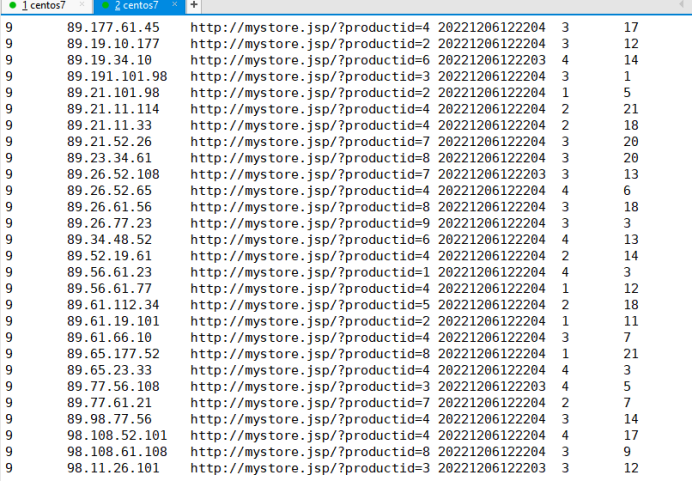 1 centos7 × 2 centos7 × +
9 89.177.61.45 http://mystore.jsp/?productid=4 20221206122204 3 17
9 89.19.10.177 http://mystore.jsp/?productid=2 20221206122204 3 12
9 89.19.34.10 http://mystore.jsp/?productid=6 20221206122203 4 14
9 89.191.101.98 http://mystore.jsp/?productid=3 20221206122204 3 1
9 89.21.101.98 http://mystore.jsp/?productid=2 20221206122204 1 5
9 89.21.11.114 http://mystore.jsp/?productid=4 20221206122204 2 21
9 89.21.11.33 http://mystore.jsp/?productid=4 20221206122204 2 18
9 89.21.52.26 http://mystore.jsp/?productid=7 20221206122204 3 20
9 89.23.34.61 http://mystore.jsp/?productid=8 20221206122204 3 20
9 89.26.52.108 http://mystore.jsp/?productid=7 20221206122203 3 13
9 89.26.52.65 http://mystore.jsp/?productid=4 20221206122204 4 6
9 89.26.61.56 http://mystore.jsp/?productid=8 20221206122204 3 18
9 89.26.77.23 http://mystore.jsp/?productid=9 20221206122204 3 3
9 89.34.48.52 http://mystore.jsp/?productid=6 20221206122204 4 13
9 89.52.19.61 http://mystore.jsp/?productid=4 20221206122204 2 14
9 89.56.61.23 http://mystore.jsp/?productid=1 20221206122204 4 3
9 89.56.61.77 http://mystore.jsp/?productid=4 20221206122204 1 12
9 89.61.112.34 http://mystore.jsp/?productid=5 20221206122204 2 18
9 89.61.19.101 http://mystore.jsp/?productid=2 20221206122204 1 11
9 89.61.66.10 http://mystore.jsp/?productid=4 20221206122204 3 7
9 89.65.177.52 http://mystore.jsp/?productid=8 20221206122204 1 21
9 89.65.23.33 http://mystore.jsp/?productid=4 20221206122204 4 3
9 89.77.56.108 http://mystore.jsp/?productid=3 20221206122203 4 5
9 89.77.61.21 http://mystore.jsp/?productid=7 20221206122204 2 7
9 89.98.77.56 http://mystore.jsp/?productid=4 20221206122204 3 14
9 98.108.52.101 http://mystore.jsp/?productid=4 20221206122204 4 17
9 98.108.61.108 http://mystore.jsp/?productid=8 20221206122204 3 9
9 98.11.26.101 http://mystore.jsp/?productid=3 20221206122203 3 12